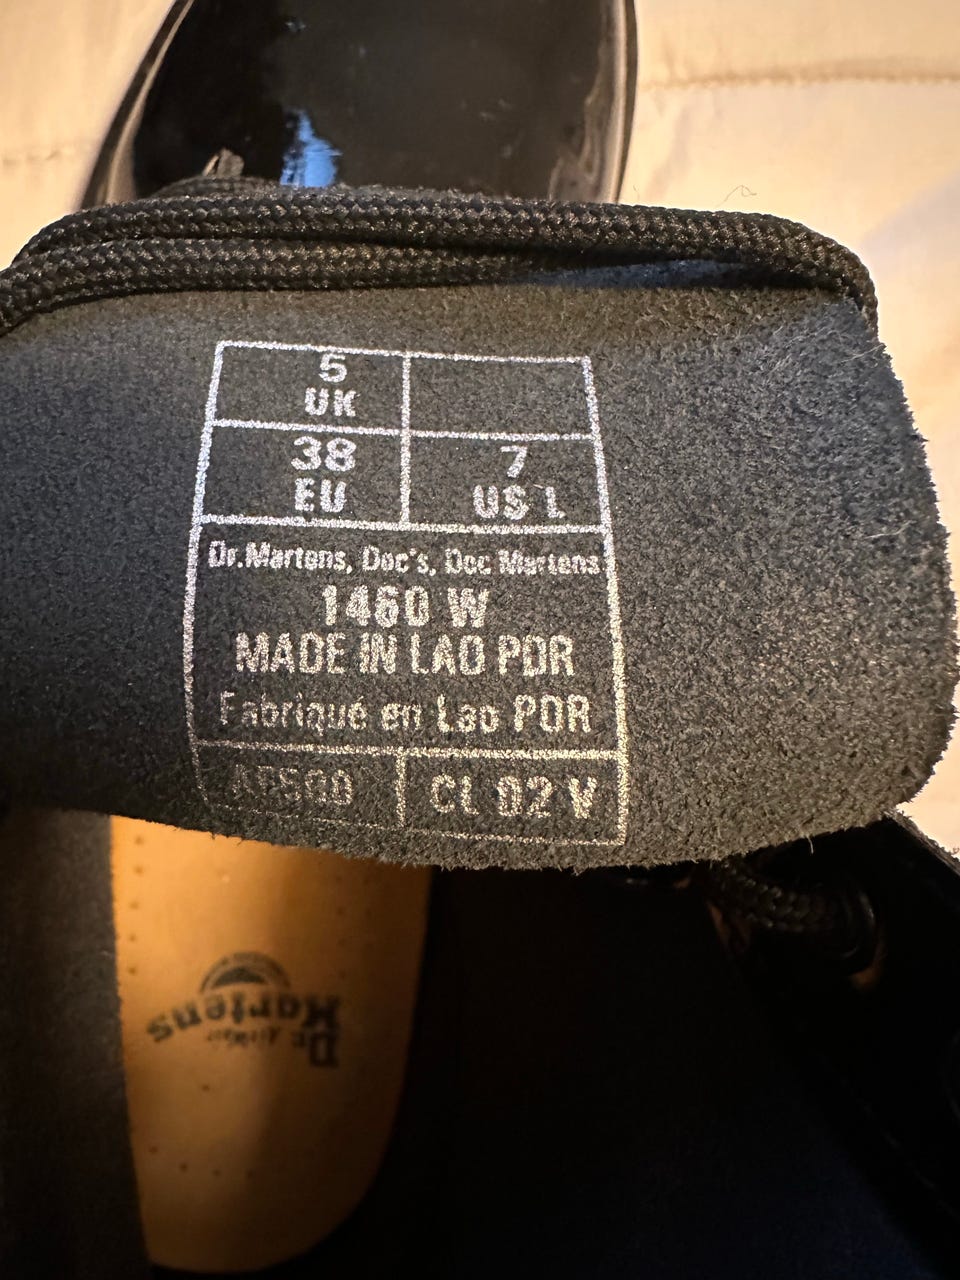 5
UK
38 7
EU US L
Dr.Martens, Doc's, Doc Martens
1460 W
MADE IN LAO PDR
Fabriqué en Lao PDR
CL 02 V
Dr. Martens